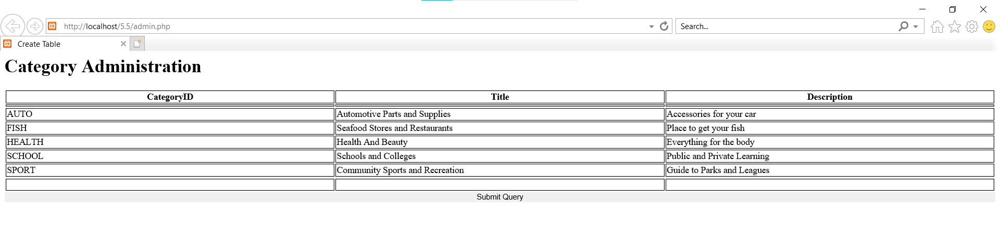 http://localhost/5.5/admin.php
Search...
Create Table
Category Administration
CategoryID Title Description
AUTO Automotive Parts and Supplies Accessories for your car
FISH Seafood Stores and Restaurants Place to get your fish
HEALTH Health And Beauty Everything for the body
SCHOOL Schools and Colleges Public and Private Learning
SPORT Community Sports and Recreation Guide to Parks and Leagues
Submit Query